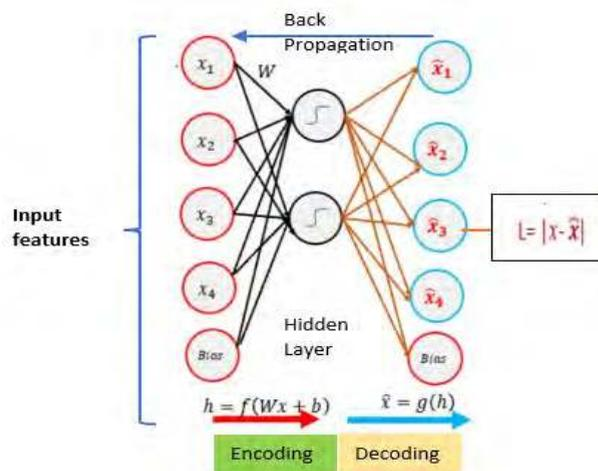 Back
Propagation
x₁
W
x̂₁
x₂
x̂₂
Input
features
x₃
x̂₃
L= |x-x̂|
x₄
x̂₄
Hidden
Layer
Bias
Bias
h = f(Wx + b)
x̂ = g(h)
Encoding
Decoding